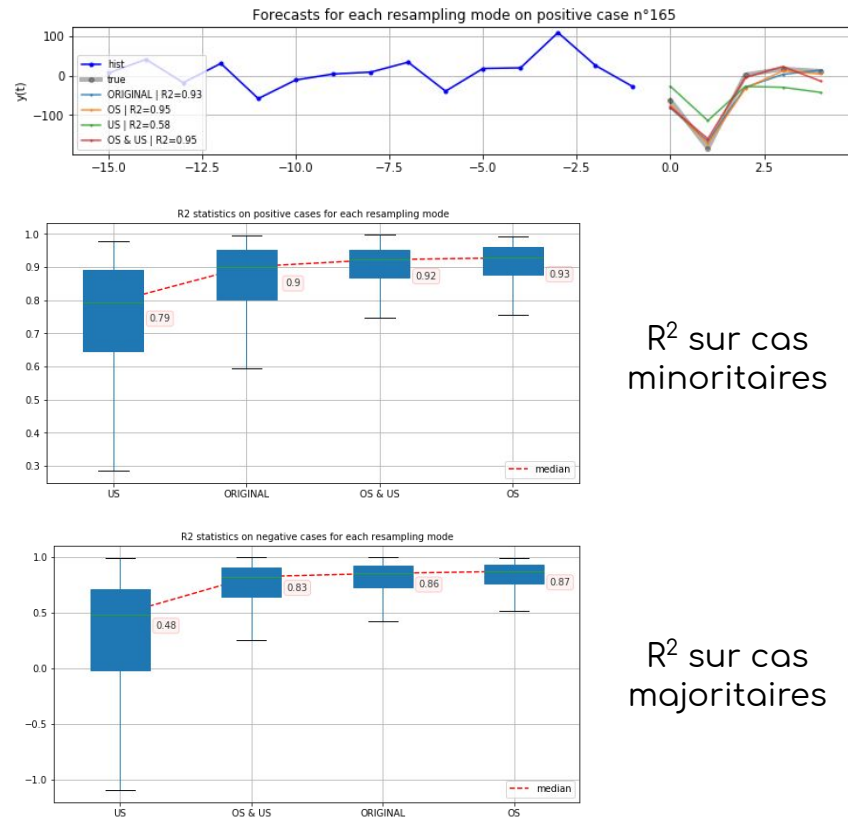 Forecasts for each resampling mode on positive case n°165
y(t)
100
0
−100
hist
true
ORIGINAL | R2=0.93
OS | R2=0.95
US | R2=0.58
OS & US | R2=0.95
−15.0 −12.5 −10.0 −7.5 −5.0 −2.5 0.0 2.5
R2 statistics on positive cases for each resampling mode
1.0
0.9
0.8
0.7
0.6
0.5
0.4
0.3
0.79
0.9
0.92
0.93
median
US ORIGINAL OS & US OS
R² sur cas
minoritaires
R2 statistics on negative cases for each resampling mode
1.0
0.5
0.0
−0.5
−1.0
0.48
0.83
0.86
0.87
median
US OS & US ORIGINAL OS
R² sur cas
majoritaires